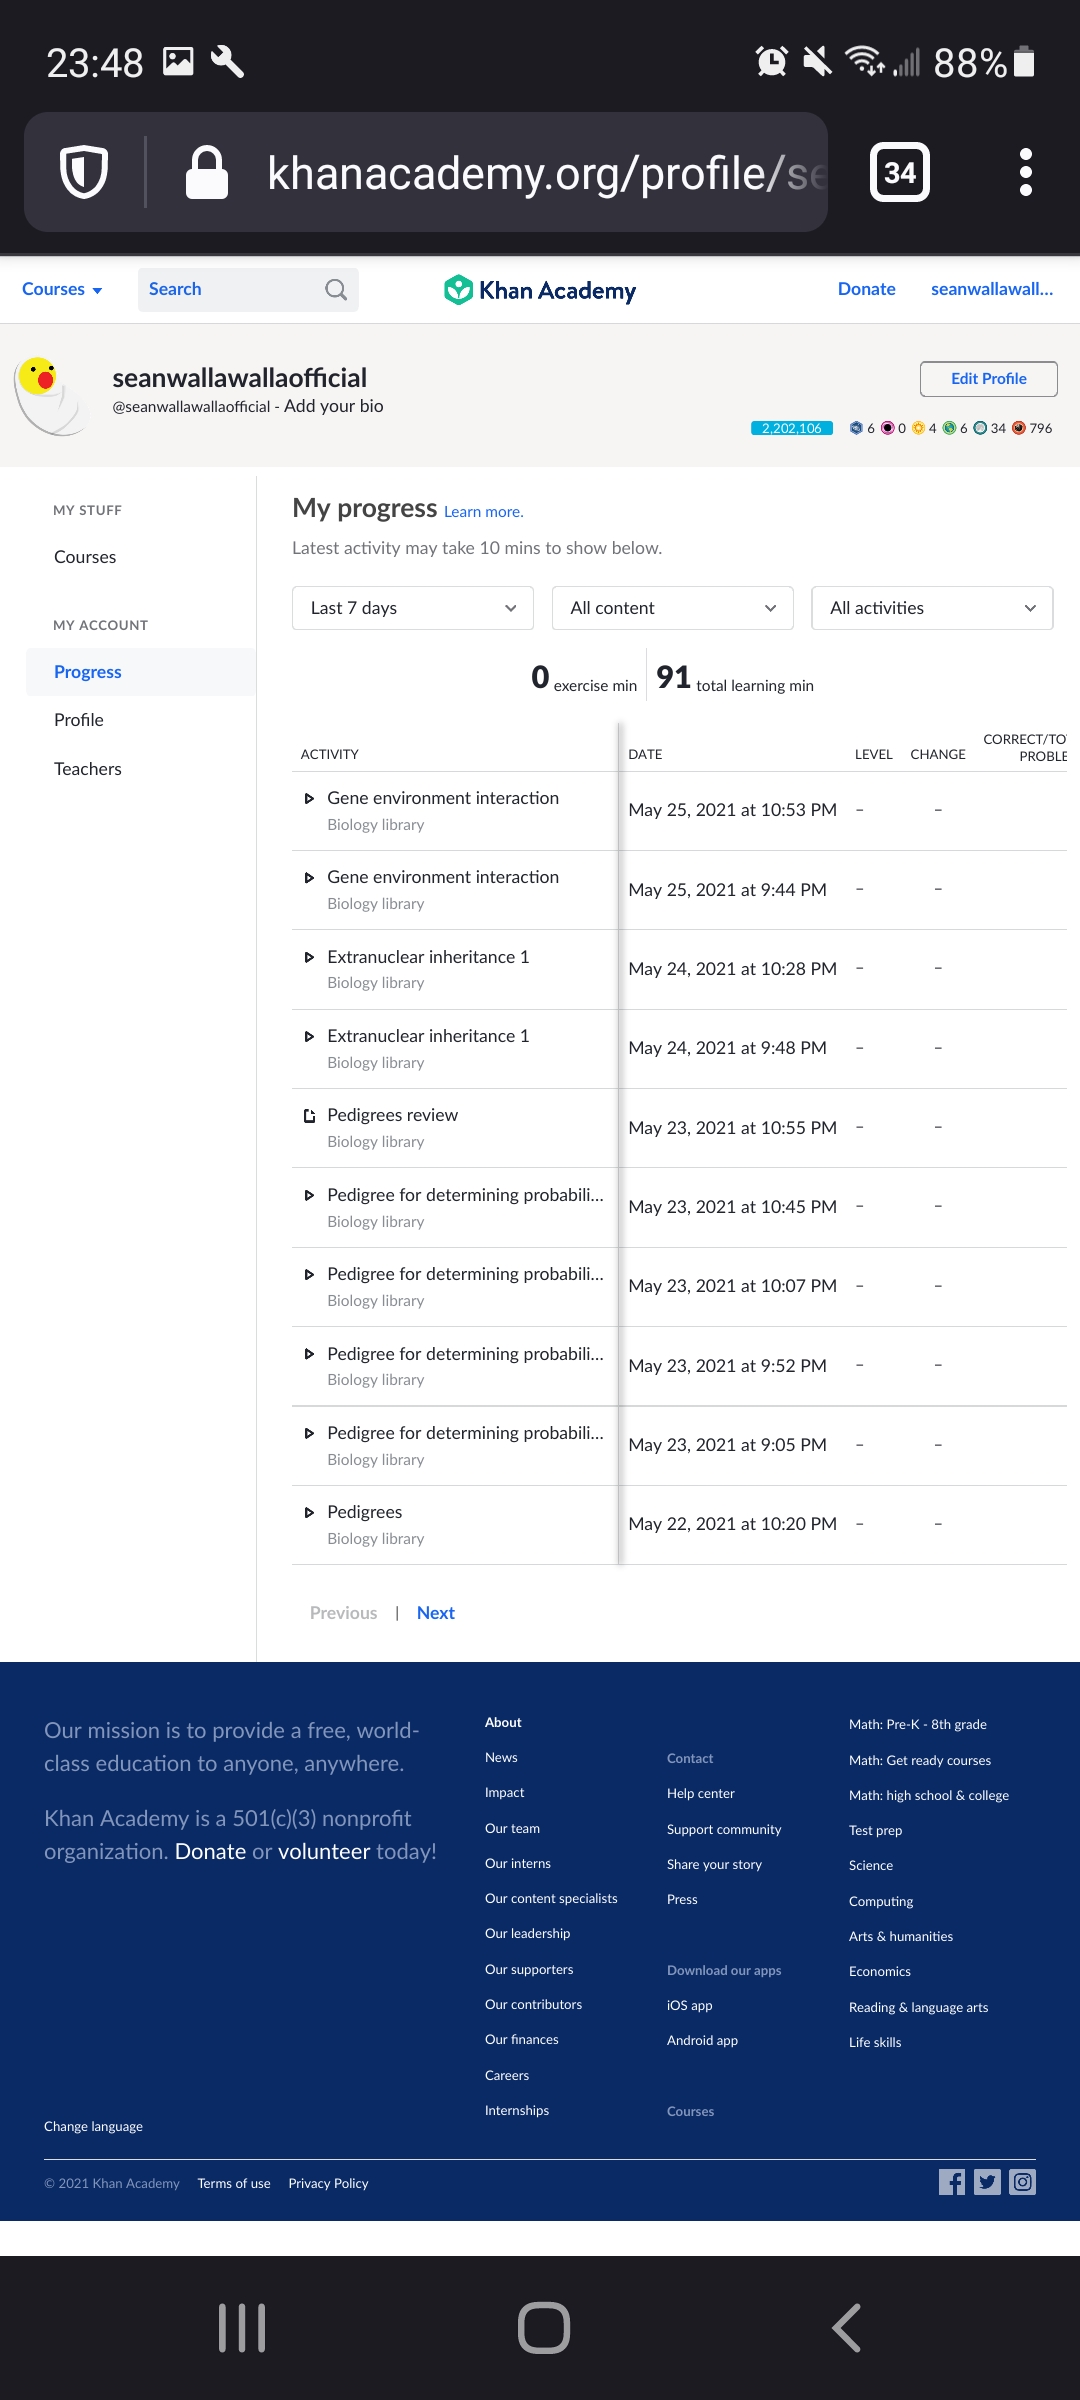 23:48
88%
khanacademy.org/profile/se
34
Courses
Search
Khan Academy
Donate
seanwallawall...
seanwallawallaofficial
@seanwallawallaofficial - Add your bio
Edit Profile
2,202,106
6
0
4
6
34
796
MY STUFF
Courses
MY ACCOUNT
Progress
Profile
Teachers
My progress Learn more.
Latest activity may take 10 mins to show below.
Last 7 days
All content
All activities
0 exercise min
91 total learning min
ACTIVITY
DATE
LEVEL
CHANGE
CORRECT/TO
PROBLE
Gene environment interaction
Biology library
May 25, 2021 at 10:53 PM
–
–
Gene environment interaction
Biology library
May 25, 2021 at 9:44 PM
–
–
Extranuclear inheritance 1
Biology library
May 24, 2021 at 10:28 PM
–
–
Extranuclear inheritance 1
Biology library
May 24, 2021 at 9:48 PM
–
–
Pedigrees review
Biology library
May 23, 2021 at 10:55 PM
–
–
Pedigree for determining probabili...
Biology library
May 23, 2021 at 10:45 PM
–
–
Pedigree for determining probabili...
Biology library
May 23, 2021 at 10:07 PM
–
–
Pedigree for determining probabili...
Biology library
May 23, 2021 at 9:52 PM
–
–
Pedigree for determining probabili...
Biology library
May 23, 2021 at 9:05 PM
–
–
Pedigrees
Biology library
May 22, 2021 at 10:20 PM
–
–
Previous | Next
Our mission is to provide a free, world-
class education to anyone, anywhere.
Khan Academy is a 501(c)(3) nonprofit
organization. Donate or volunteer today!
About
News
Impact
Our team
Our interns
Our content specialists
Our leadership
Our supporters
Our contributors
Our finances
Careers
Internships
Contact
Help center
Support community
Share your story
Press
Download our apps
iOS app
Android app
Courses
Math: Pre-K - 8th grade
Math: Get ready courses
Math: high school & college
Test prep
Science
Computing
Arts & humanities
Economics
Reading & language arts
Life skills
Change language
© 2021 Khan Academy
Terms of use
Privacy Policy